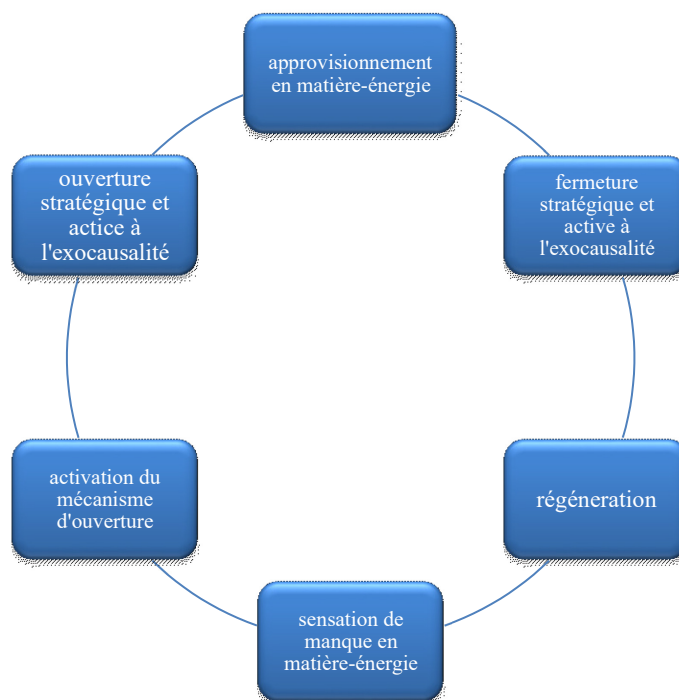 approvisionnement
en matière-énergie
fermeture
stratégique et
active à
l'exocausalité
régéneration
sensation de
manque en
matière-énergie
activation du
mécanisme
d'ouverture
ouverture
stratégique et
actice à
l'exocausalité